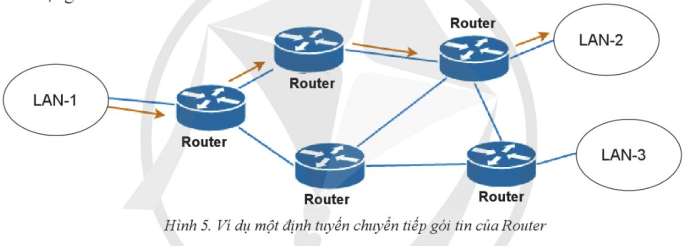 Router
LAN-2
Router
LAN-1
Router
LAN-3
Router
Router
Hình 5. Ví dụ một định tuyến chuyển tiếp gói tin của Router